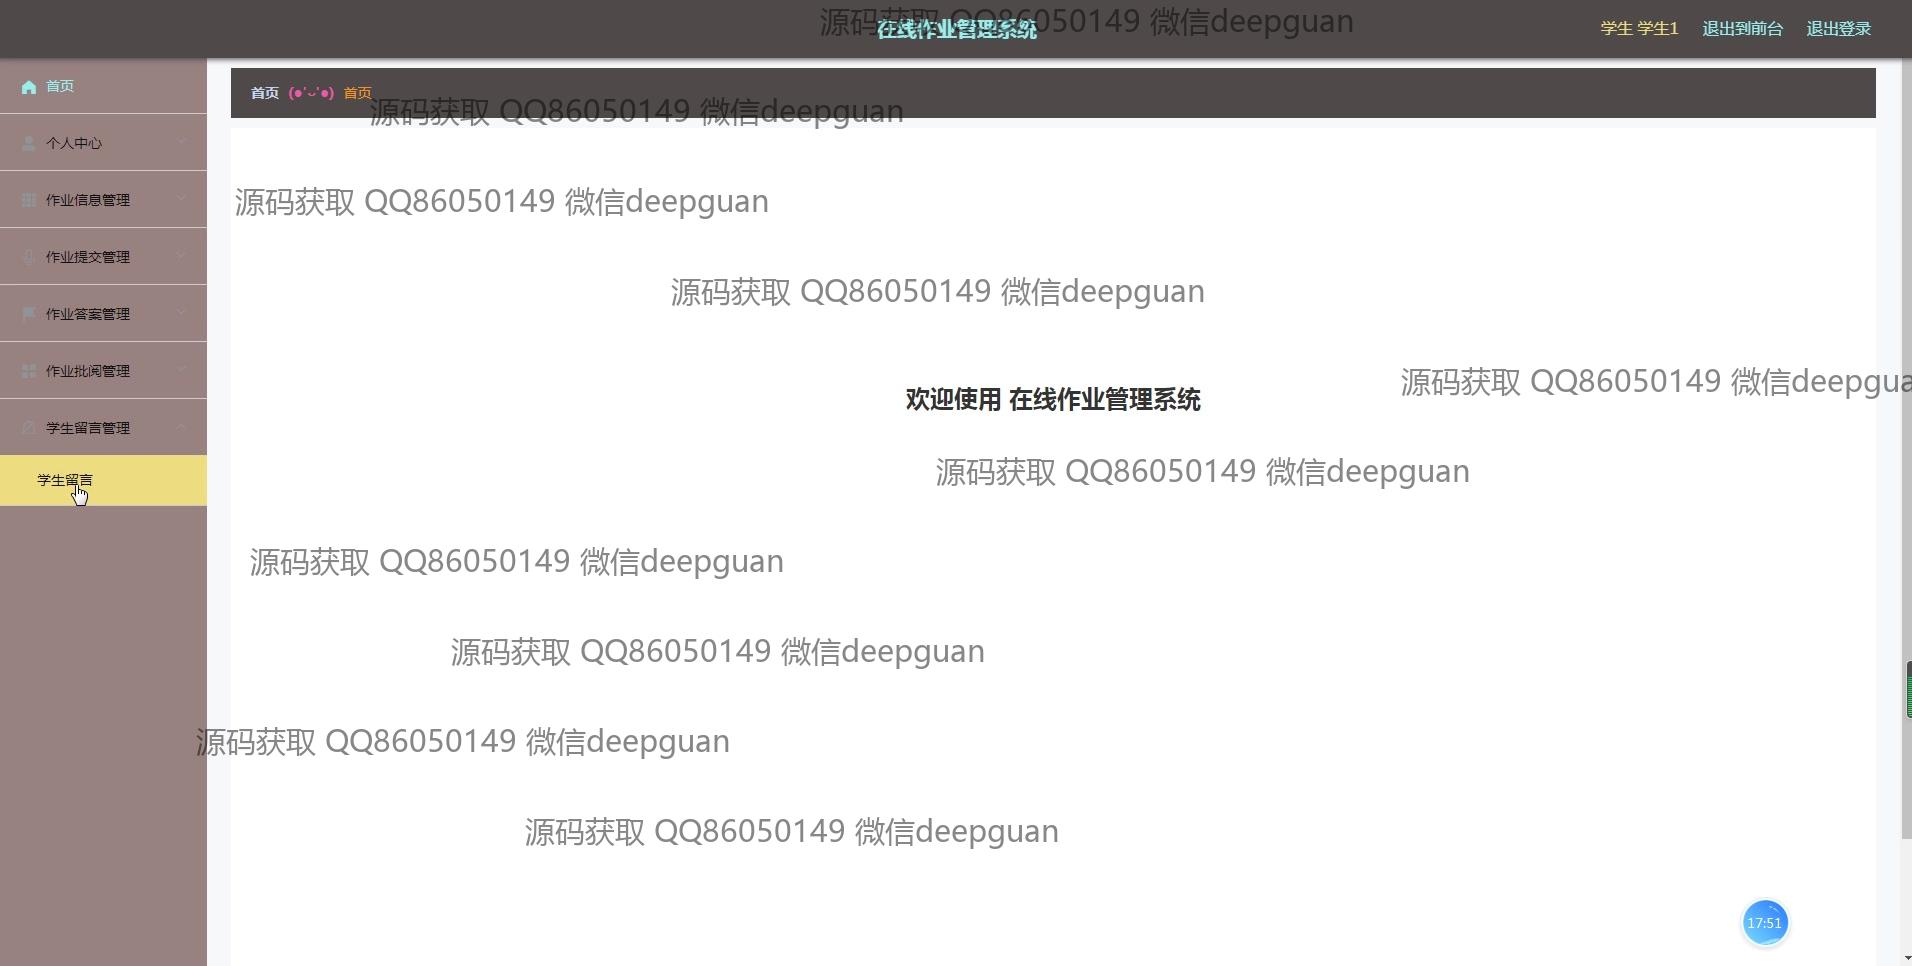 源码获取 QQ86050149 微信deepguan
在线作业管理系统
学生 学生1 退出到前台 退出登录
首页
首页 (●'◡'●) 首页
源码获取 QQ86050149 微信deepguan
个人中心
作业信息管理
源码获取 QQ86050149 微信deepguan
作业提交管理
源码获取 QQ86050149 微信deepguan
作业答案管理
作业批阅管理
源码获取 QQ86050149 微信deepgua
欢迎使用 在线作业管理系统
学生留言管理
学生留言
源码获取 QQ86050149 微信deepguan
源码获取 QQ86050149 微信deepguan
源码获取 QQ86050149 微信deepguan
源码获取 QQ86050149 微信deepguan
源码获取 QQ86050149 微信deepguan
17:51